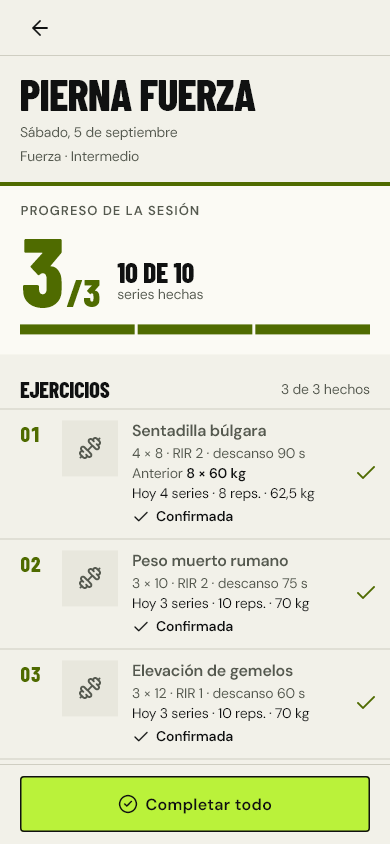 PIERNA FUERZA
Sábado, 5 de septiembre
Fuerza · Intermedio
PROGRESO DE LA SESIÓN
3/3
10 DE 10
series hechas
EJERCICIOS
3 de 3 hechos
01
Sentadilla búlgara
4 × 8 · RIR 2 · descanso 90 s
Anterior 8 × 60 kg
Hoy 4 series · 8 reps. · 62,5 kg
Confirmada
02
Peso muerto rumano
3 × 10 · RIR 2 · descanso 75 s
Hoy 3 series · 10 reps. · 70 kg
Confirmada
03
Elevación de gemelos
3 × 12 · RIR 1 · descanso 60 s
Hoy 3 series · 10 reps. · 70 kg
Confirmada
Completar todo